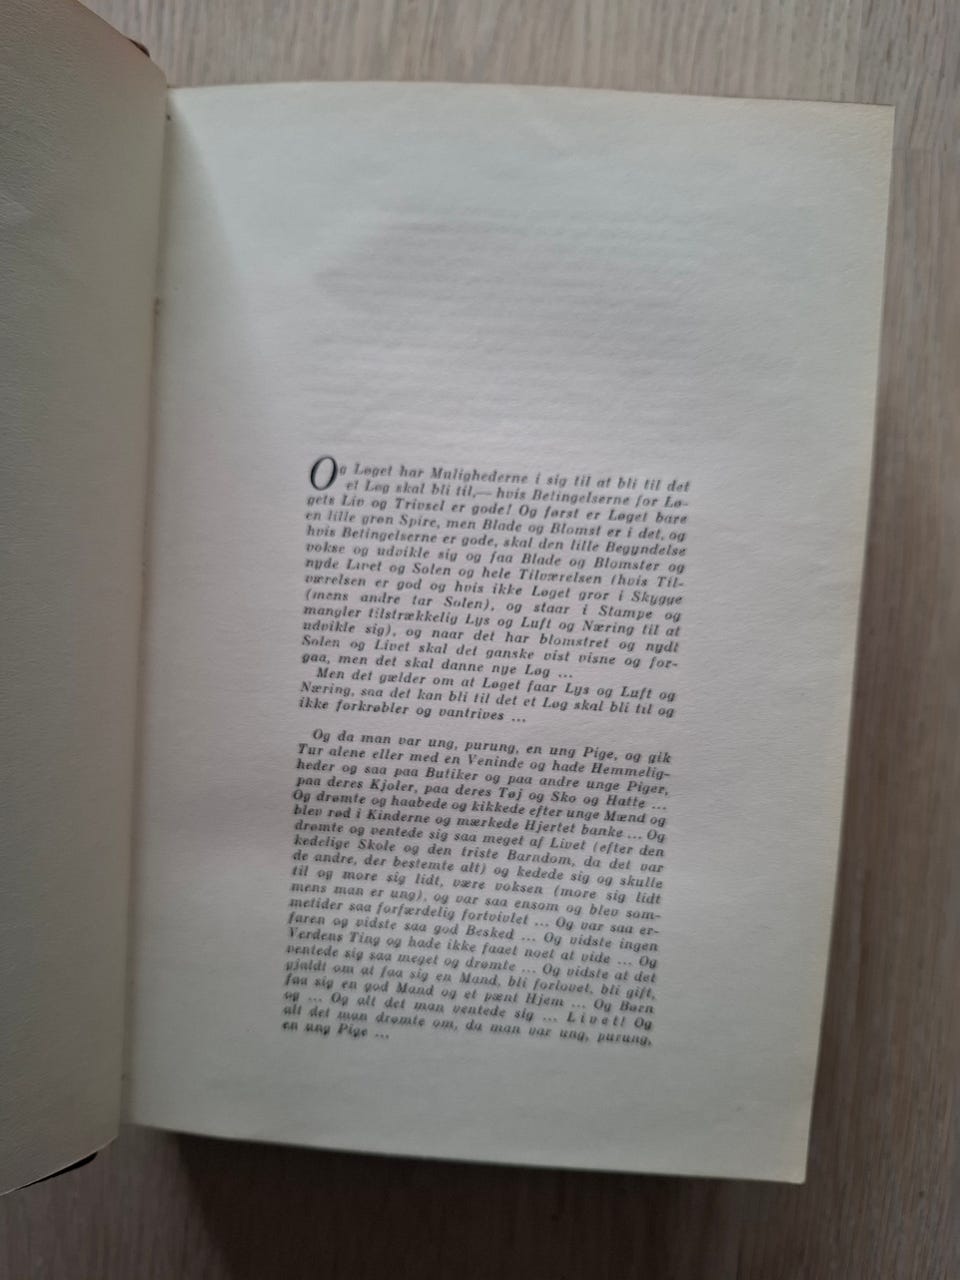 Og Løget har Mulighederne i sig til at bli til det
et Løg skal bli til,— hvis Betingelserne for Lø-
gets Liv og Trivsel er gode! Og først er Løget bare
en lille grøn Spire, men Blade og Blomst er i det, og
hvis Betingelserne er gode, skal den lille Begyndelse
vokse og udvikle sig og faa Blade og Blomster og
nyde Livet og Solen og hele Tilværelsen (hvis Til-
værelsen er god og hvis ikke Løget gror i Skygge
(mens andre tar Solen), og staar i Stampe og
mangler tilstrækkelig Lys og Luft og Næring til at
udvikle sig), og naar det har blomstret og nydt
Solen og Livet skal det ganske vist visne og for-
gaa, men det skal danne nye Løg ...
Men det gælder om at Løget faar Lys og Luft og
Næring, saa det kan bli til det et Løg skal bli til og
ikke forkrøbler og vantrives ...
Og da man var ung, purung, en ung Pige, og gik
Tur alene eller med en Veninde og hade Hemmelig-
heder og saa paa Butiker og paa andre unge Piger,
paa deres Kjoler, paa deres Tøj og Sko og Hatte ...
Og drømte og haabede og kikkede efter unge Mænd og
blev rød i Kinderne og mærkede Hjertet banke ... Og
drømte og ventede sig saa meget af Livet (efter den
kedelige Skole og den triste Barndom, da det var
de andre, der bestemte alt) og kedede sig og skulle
til og more sig lidt, være voksen (more sig lidt
mens man er ung), og var saa ensom og blev som-
metider saa forfærdelig fortvivlet ... Og var saa er-
faren og vidste saa god Besked ... Og vidste ingen
Verdens Ting og hade ikke faaet noet at vide ... Og
ventede sig saa meget og drømte ... Og vidste at det
gjaldt om at faa sig en Mand, bli forlovet, bli gift,
faa sig en god Mand og et pænt Hjem ... Og Børn
og ... Og alt det man ventede sig ... Livet! Og
alt det man drømte om, da man var ung, purung,
en ung Pige ...